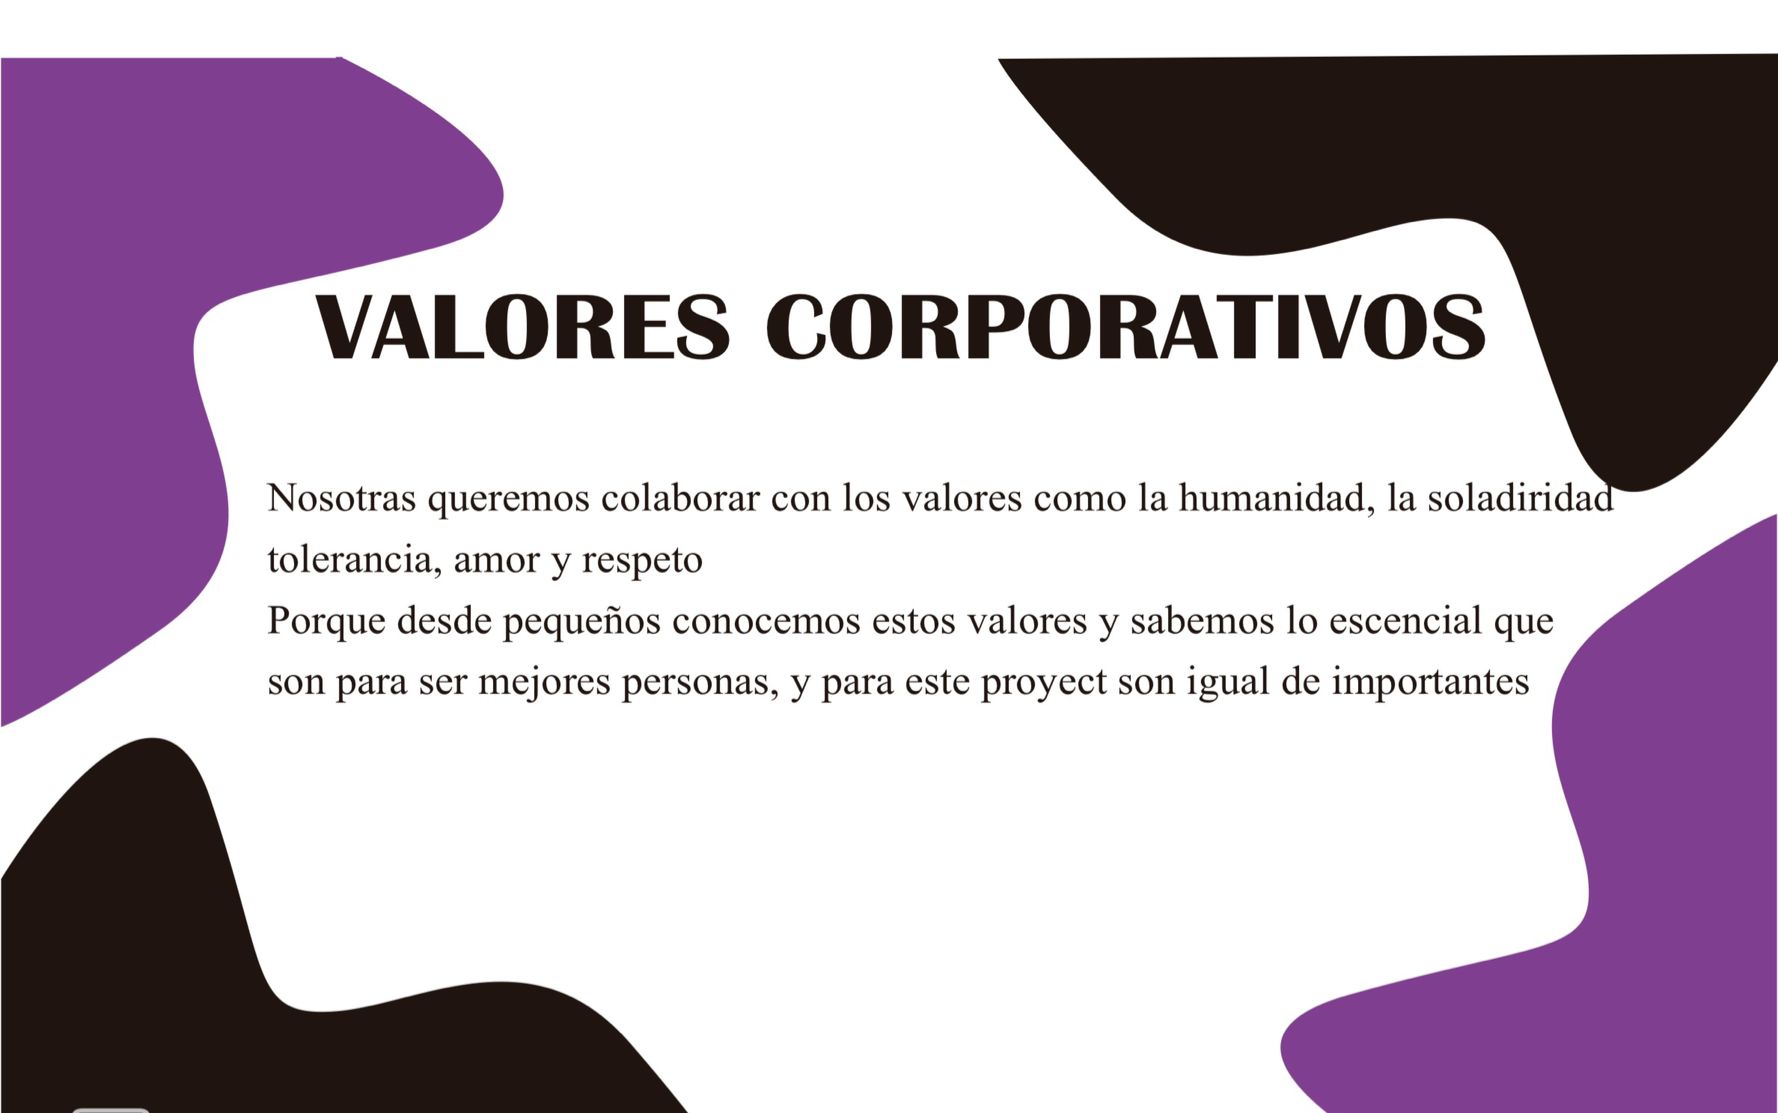 VALORES CORPORATIVOS
Nosotras queremos colaborar con los valores como la humanidad, la soladiridad
tolerancia, amor y respeto
Porque desde pequeños conocemos estos valores y sabemos lo escencial que
son para ser mejores personas, y para este proyect son igual de importantes